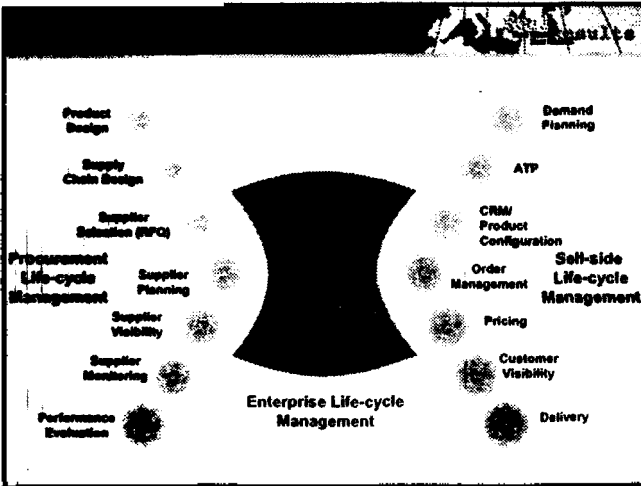 Product
Design
Supply
Chain Design
Supplier
Selection (RFQ)
Procurement
Life-cycle
Management
Supplier
Planning
Supplier
Visibility
Supplier
Monitoring
Performance
Evaluation
Enterprise Life-cycle
Management
Demand
Planning
ATP
CRM/
Product
Configuration
Order
Management
Sell-side
Life-cycle
Management
Pricing
Customer
Visibility
Delivery